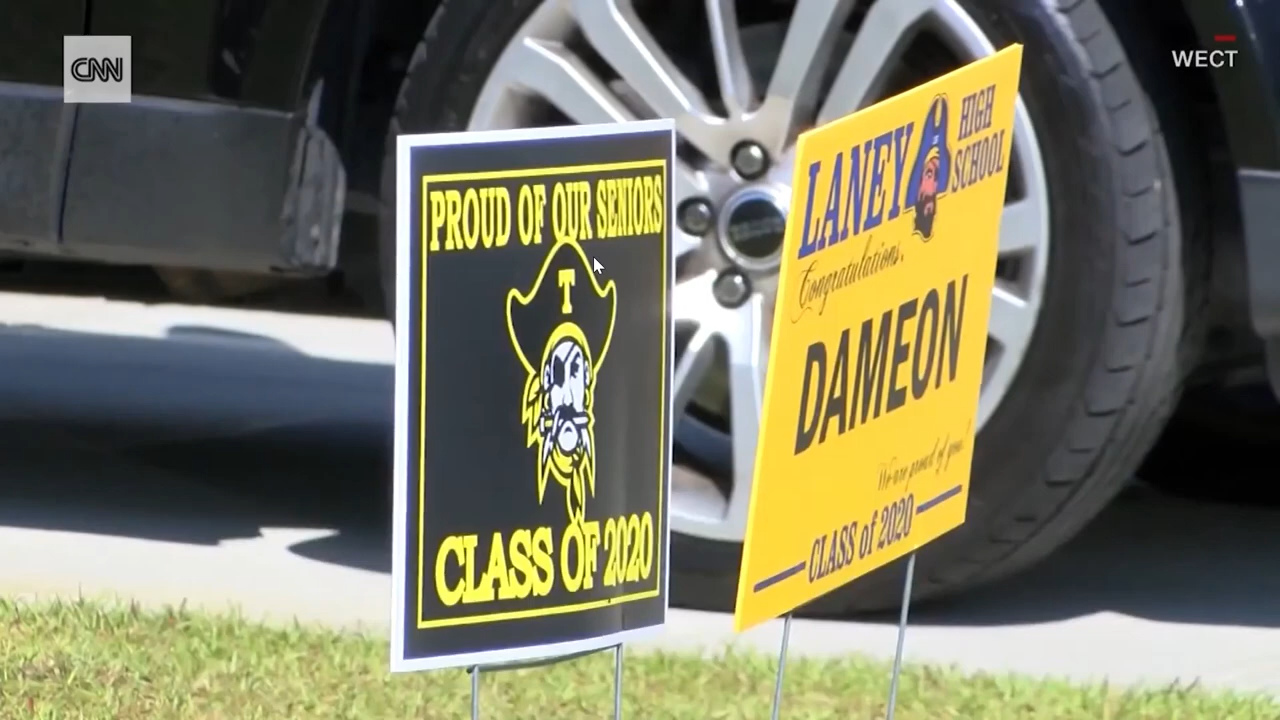 CNN
WECT
PROUD OF OUR SENIORS
T
CLASS OF 2020
LANEY HIGH SCHOOL
Congratulations,
DAMEON
We are proud of you!
CLASS of 2020